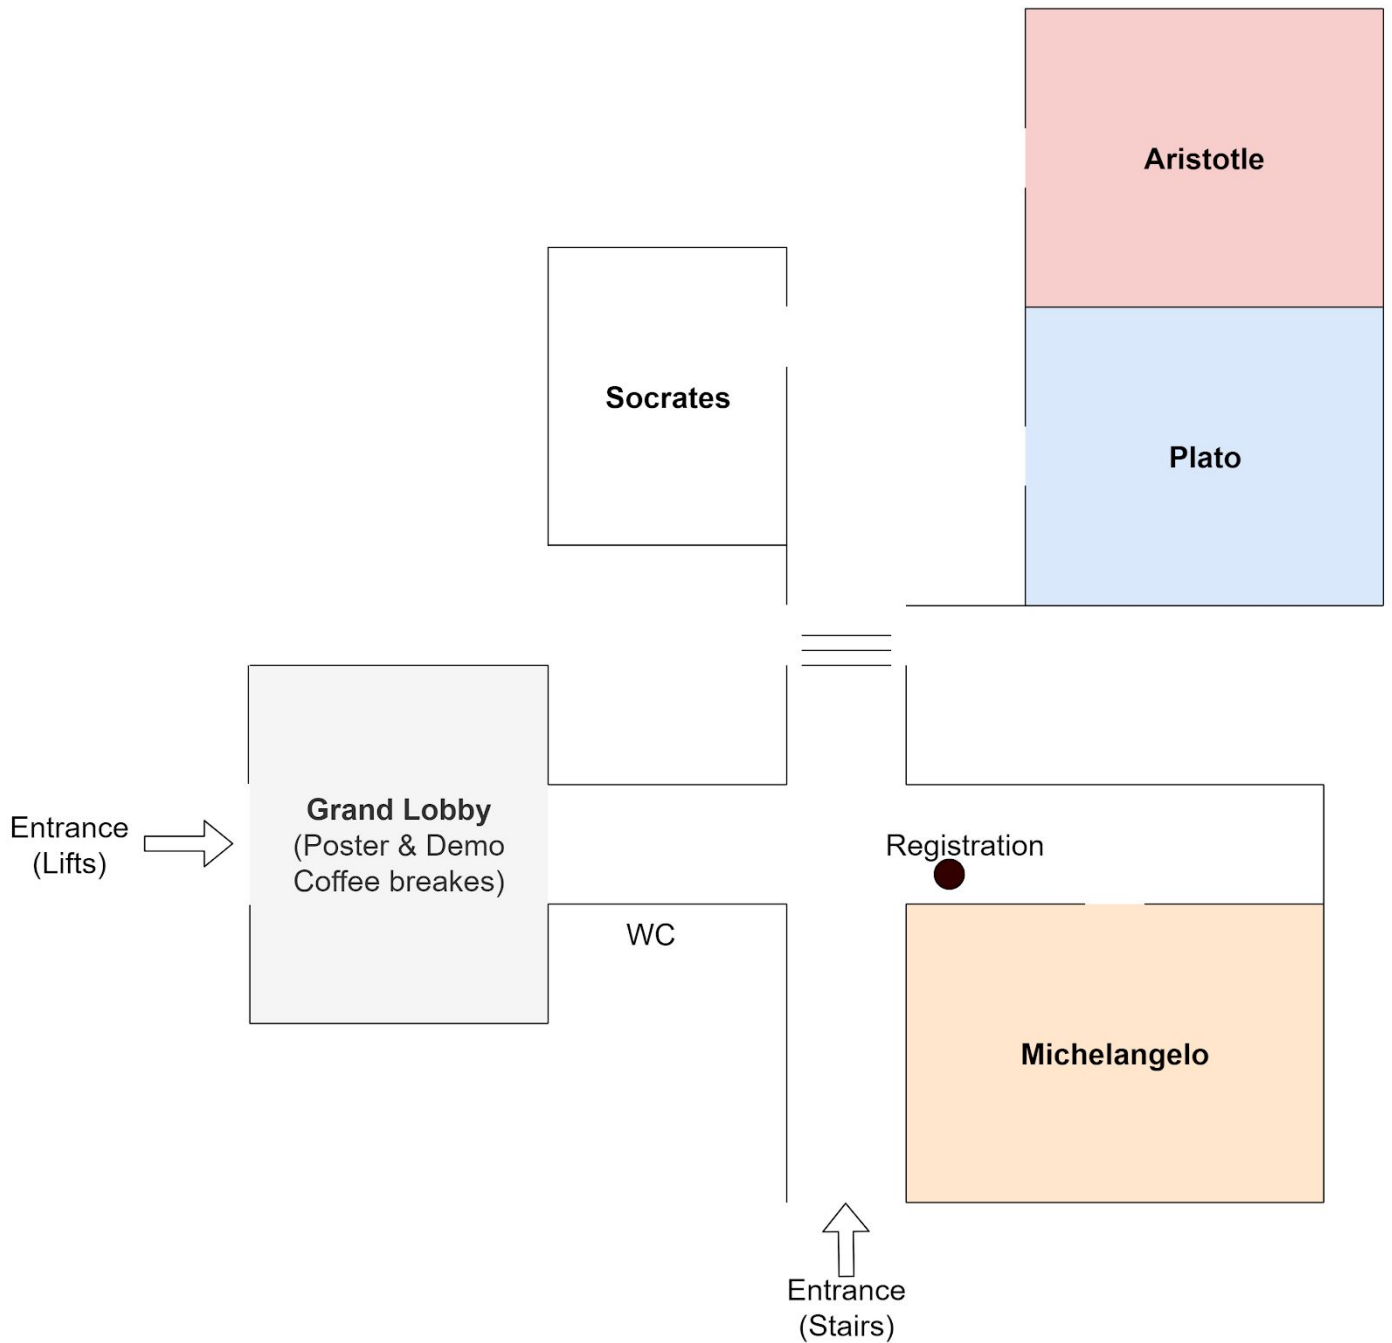 Aristotle
Socrates
Plato
Grand Lobby
(Poster & Demo
Coffee breakes)
Entrance
(Lifts)
Registration
WC
Michelangelo
Entrance
(Stairs)